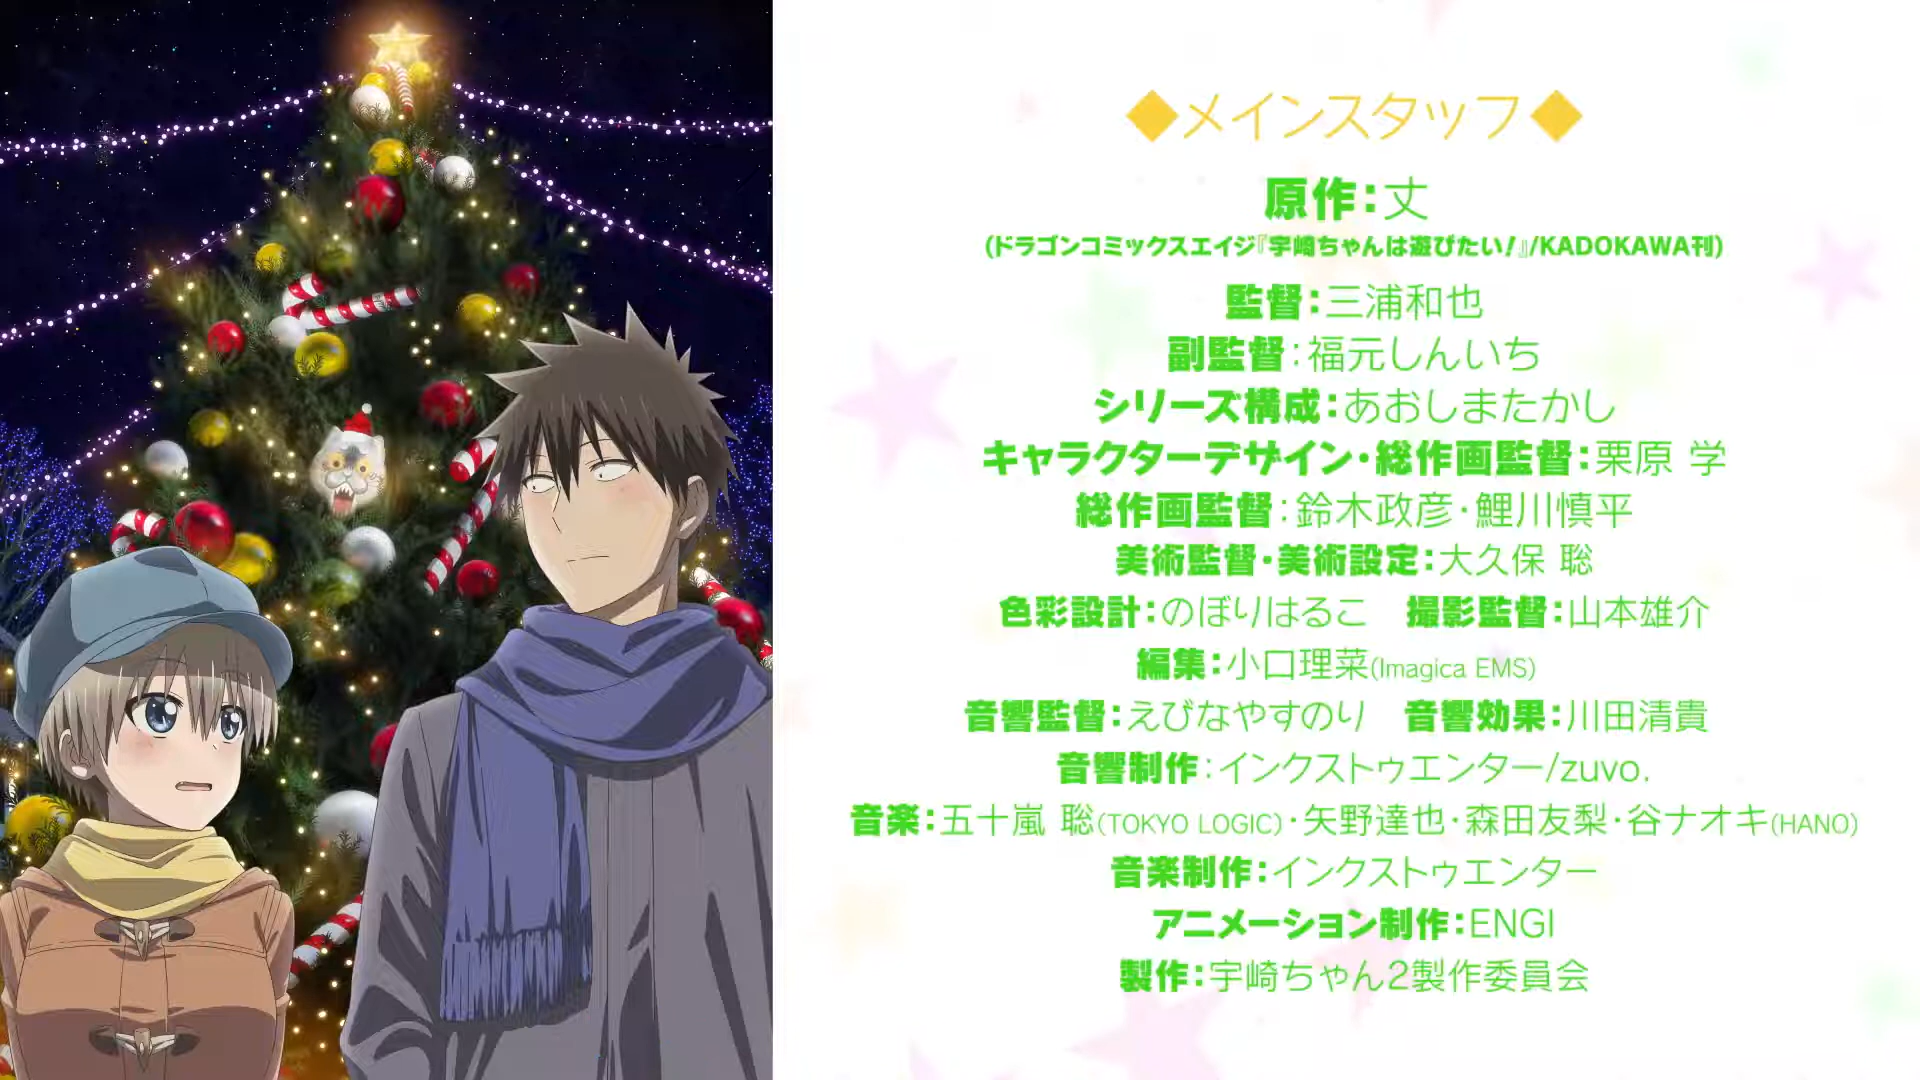 ◆メインスタッフ◆
原作：丈
(ドラゴンコミックスエイジ『宇崎ちゃんは遊びたい！』/KADOKAWA刊)
監督：三浦和也
副監督：福元しんいち
シリーズ構成：あおしまたかし
キャラクターデザイン・総作画監督：栗原 学
総作画監督：鈴木政彦・鯉川慎平
美術監督・美術設定：大久保 聡
色彩設計：のぼりはるこ　撮影監督：山本雄介
編集：小口理菜(Imagica EMS)
音響監督：えびなやすのり　音響効果：川田清貴
音響制作：インクストゥエンター/zuvo.
音楽：五十嵐 聡(TOKYO LOGIC)・矢野達也・森田友梨・谷ナオキ(HANO)
音楽制作：インクストゥエンター
アニメーション制作：ENGI
製作：宇崎ちゃん2製作委員会